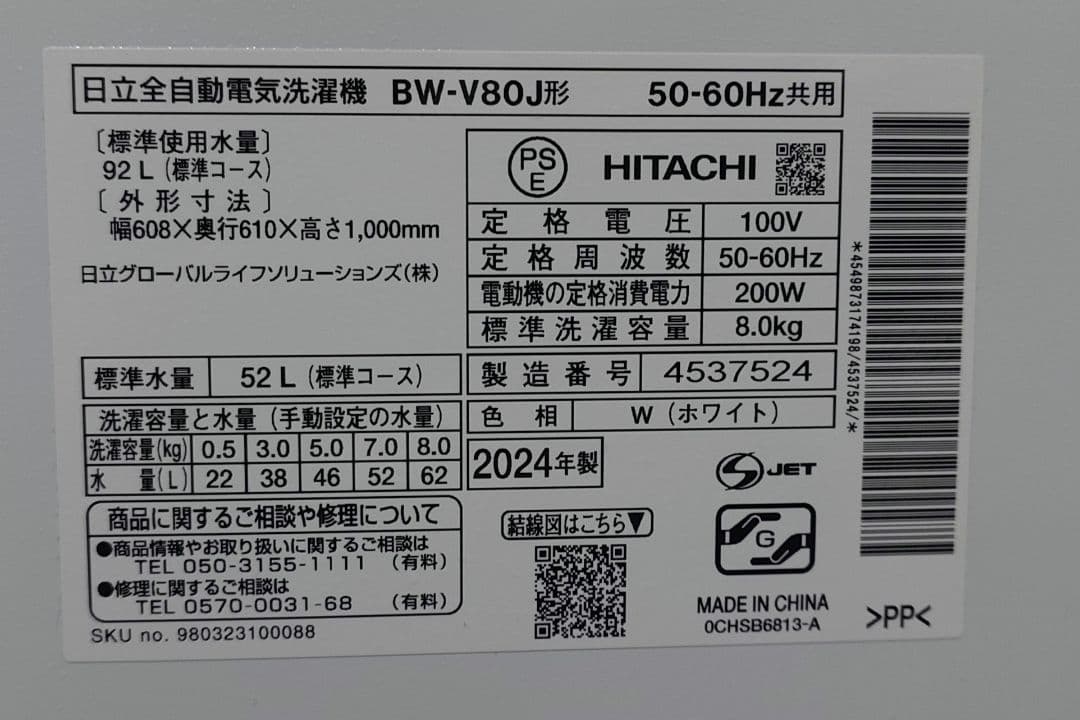 日立全自動電気洗濯機 BW-V80J形 50-60Hz共用
〔標準使用水量〕
92 L (標準コース)
〔外形寸法〕
幅608×奥行610×高さ1,000mm
日立グローバルライフソリューションズ(株)
PS
E
HITACHI
定格電圧 100V
定格周波数 50-60Hz
電動機の定格消費電力 200W
標準洗濯容量 8.0kg
標準水量 52 L (標準コース)
製造番号 4537524
洗濯容量と水量 (手動設定の水量)
洗濯容量(kg) 0.5 3.0 5.0 7.0 8.0
水量(L) 22 38 46 52 62
色相 W (ホワイト)
2024年製
JET
商品に関するご相談や修理について
●商品情報やお取り扱いに関するご相談は
TEL 050-3155-1111 (有料)
●修理に関するご相談は
TEL 0570-0031-68 (有料)
SKU no. 980323100088
結線図はこちら▼
G
MADE IN CHINA
0CHSB6813-A
>PP<
*4549873174198/4537524/*